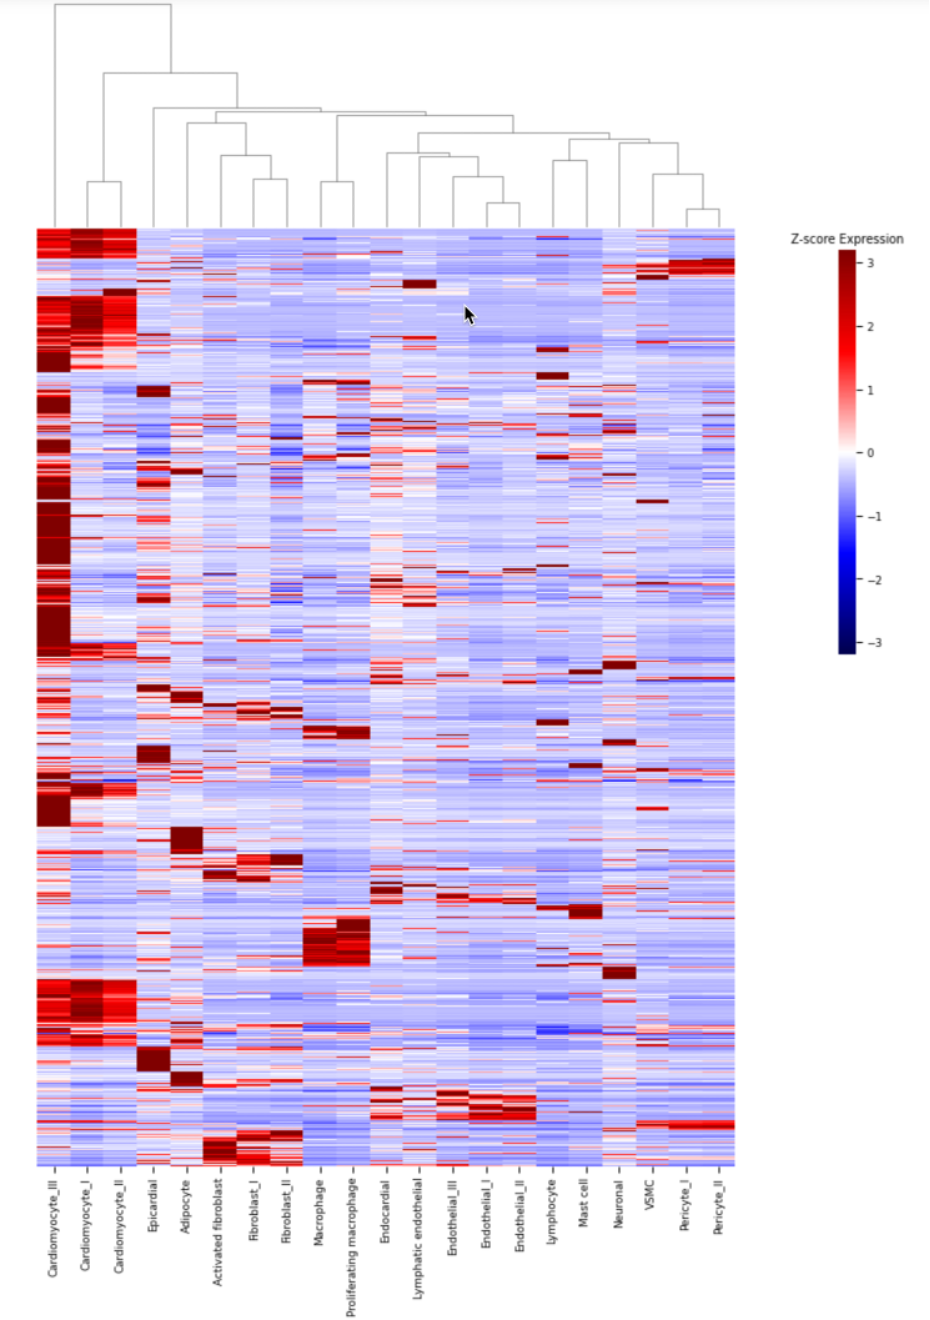 Z-score Expression
3
2
1
0
−1
−2
−3
Cardiomyocyte_III
Cardiomyocyte_I
Cardiomyocyte_II
Epicardial
Adipocyte
Activated fibroblast
Fibroblast_I
Fibroblast_II
Macrophage
Proliferating macrophage
Endocardial
Lymphatic endothelial
Endothelial_III
Endothelial_I
Endothelial_II
Lymphocyte
Mast cell
Neuronal
VSMC
Pericyte_I
Pericyte_II